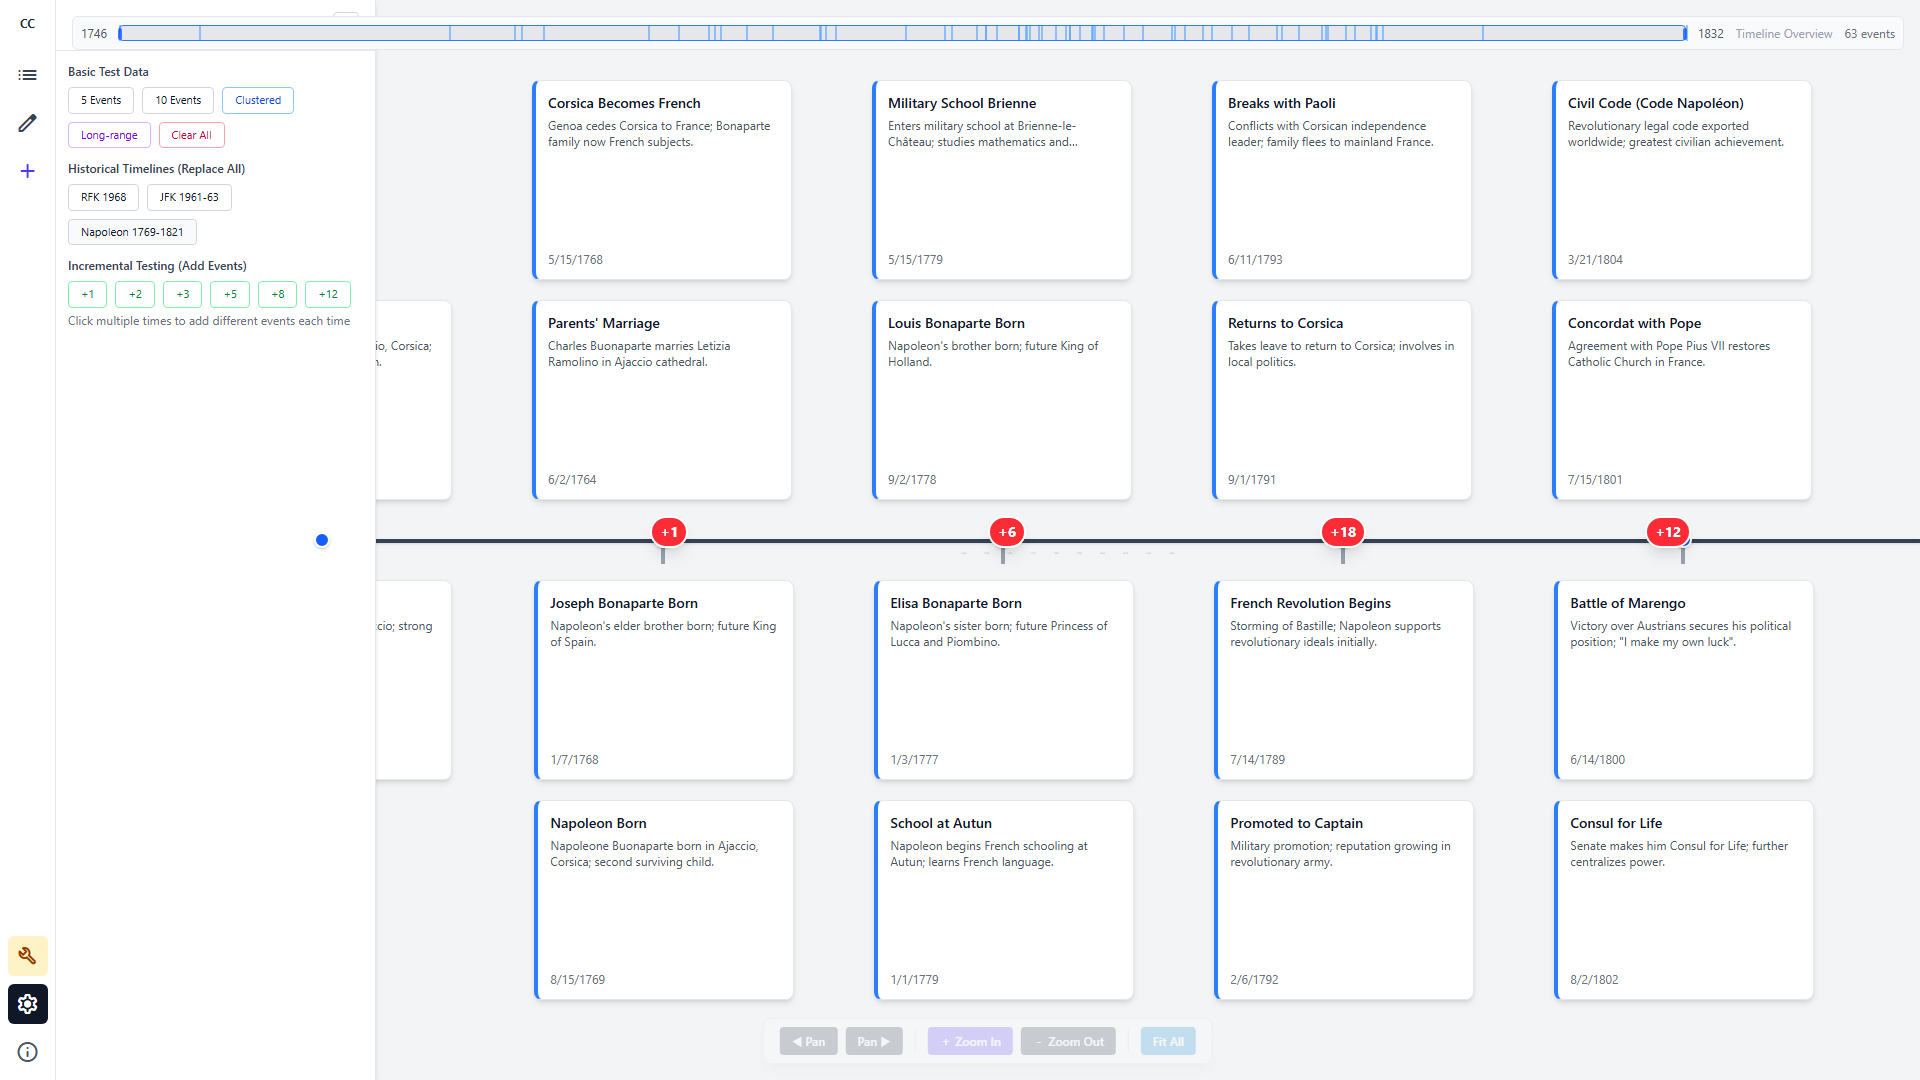 CC
1746
1832
Timeline Overview
63 events
Basic Test Data
5 Events
10 Events
Clustered
Long-range
Clear All
Historical Timelines (Replace All)
RFK 1968
JFK 1961-63
Napoleon 1769-1821
Incremental Testing (Add Events)
+1
+2
+3
+5
+8
+12
Click multiple times to add different events each time
io, Corsica;
Corsica Becomes French
Genoa cedes Corsica to France; Bonaparte
family now French subjects.
5/15/1768
Military School Brienne
Enters military school at Brienne-le-
Château; studies mathematics and...
5/15/1779
Breaks with Paoli
Conflicts with Corsican independence
leader; family flees to mainland France.
6/11/1793
Civil Code (Code Napoléon)
Revolutionary legal code exported
worldwide; greatest civilian achievement.
3/21/1804
Parents' Marriage
Charles Buonaparte marries Letizia
Ramolino in Ajaccio cathedral.
6/2/1764
Louis Bonaparte Born
Napoleon's brother born; future King of
Holland.
9/2/1778
Returns to Corsica
Takes leave to return to Corsica; involves in
local politics.
9/1/1791
Concordat with Pope
Agreement with Pope Pius VII restores
Catholic Church in France.
7/15/1801
+1
+6
+18
+12
cio; strong
Joseph Bonaparte Born
Napoleon's elder brother born; future King
of Spain.
1/7/1768
Elisa Bonaparte Born
Napoleon's sister born; future Princess of
Lucca and Piombino.
1/3/1777
French Revolution Begins
Storming of Bastille; Napoleon supports
revolutionary ideals initially.
7/14/1789
Battle of Marengo
Victory over Austrians secures his political
position; "I make my own luck".
6/14/1800
Napoleon Born
Napoleone Buonaparte born in Ajaccio,
Corsica; second surviving child.
8/15/1769
School at Autun
Napoleon begins French schooling at
Autun; learns French language.
1/1/1779
Promoted to Captain
Military promotion; reputation growing in
revolutionary army.
2/6/1792
Consul for Life
Senate makes him Consul for Life; further
centralizes power.
8/2/1802
◀ Pan
Pan ▶
+ Zoom In
- Zoom Out
Fit All